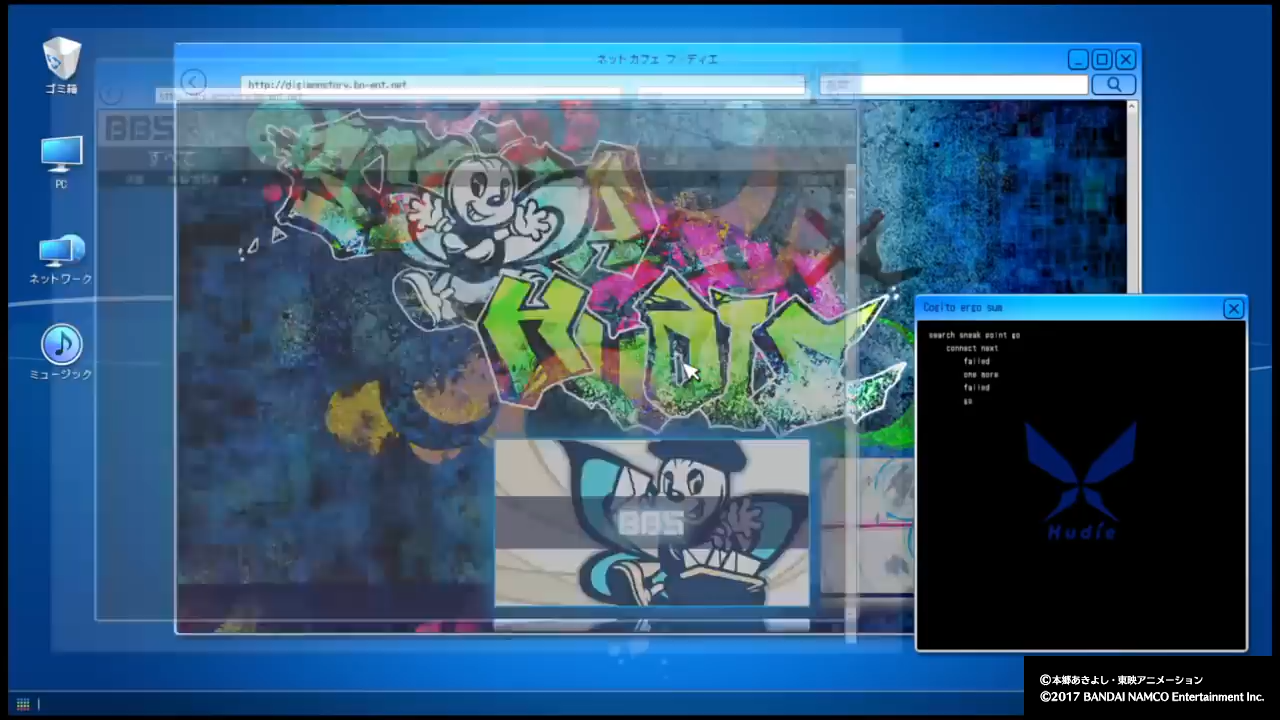 ゴミ箱
PC
ネットワーク
ミュージック
ネットカフェ フーディエ
http://digimonstory.bn-ent.net
BBS
すべて
HUDIE
BBS
Cogito ergo sum
search sneak point go
connect next
failed
one more
failed
go
Hudie
©本郷あきよし・東映アニメーション
©2017 BANDAI NAMCO Entertainment Inc.